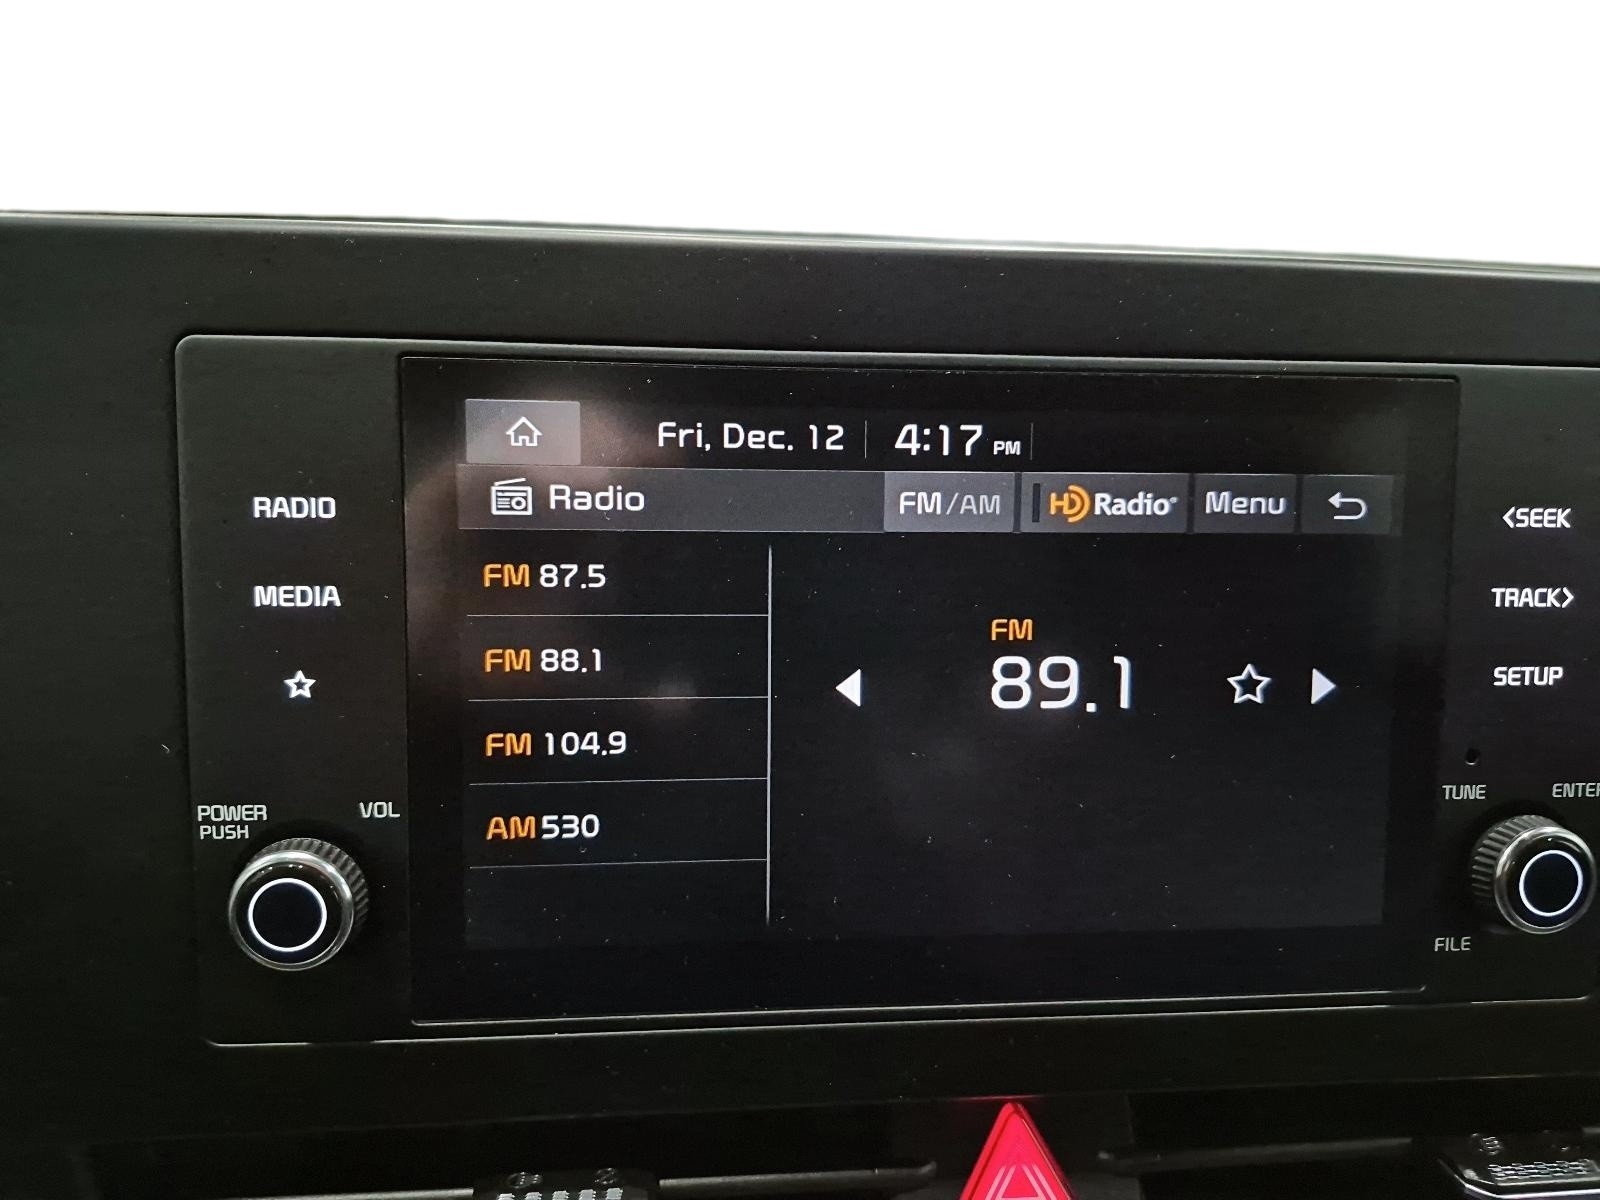 Fri, Dec. 12 4:17 PM
Radio FM/AM HD Radio Menu
RADIO
MEDIA
FM 87.5
FM 88.1
FM 104.9
AM 530
FM
89.1
<SEEK
TRACK>
SETUP
POWER
PUSH
VOL
TUNE
FILE